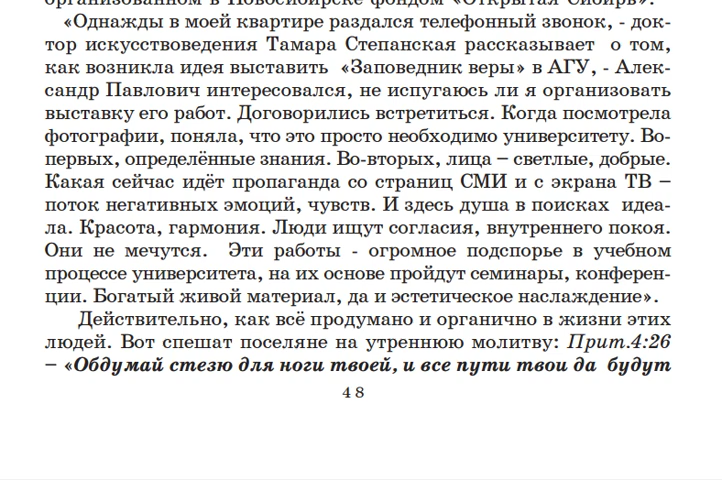 организованном в Новосибирске фондом «Открытая Сибирь».
«Однажды в моей квартире раздался телефонный звонок, - док-
тор искусствоведения Тамара Степанская рассказывает о том,
как возникла идея выставить «Заповедник веры» в АГУ, - Алек-
сандр Павлович интересовался, не испугаюсь ли я организовать
выставку его работ. Договорились встретиться. Когда посмотрела
фотографии, поняла, что это просто необходимо университету. Во-
первых, определённые знания. Во-вторых, лица – светлые, добрые.
Какая сейчас идёт пропаганда со страниц СМИ и с экрана ТВ –
поток негативных эмоций, чувств. И здесь душа в поисках идеа-
ла. Красота, гармония. Люди ищут согласия, внутреннего покоя.
Они не мечутся. Эти работы - огромное подспорье в учебном
процессе университета, на их основе пройдут семинары, конферен-
ции. Богатый живой материал, да и эстетическое наслаждение».
Действительно, как всё продумано и органично в жизни этих
людей. Вот спешат поселяне на утреннюю молитву: Прит.4:26
– «Обдумай стезю для ноги твоей, и все пути твои да будут
48